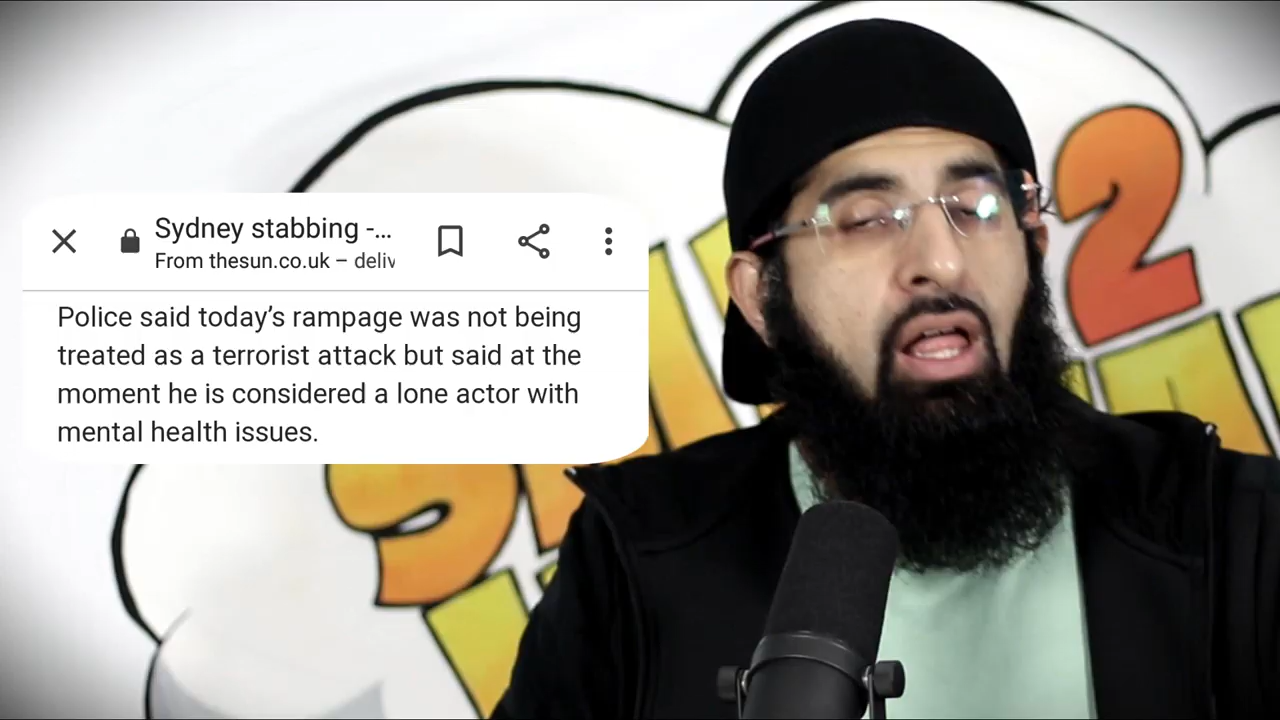 Sydney stabbing -...
From thesun.co.uk – deliv
Police said today's rampage was not being
treated as a terrorist attack but said at the
moment he is considered a lone actor with
mental health issues.
2